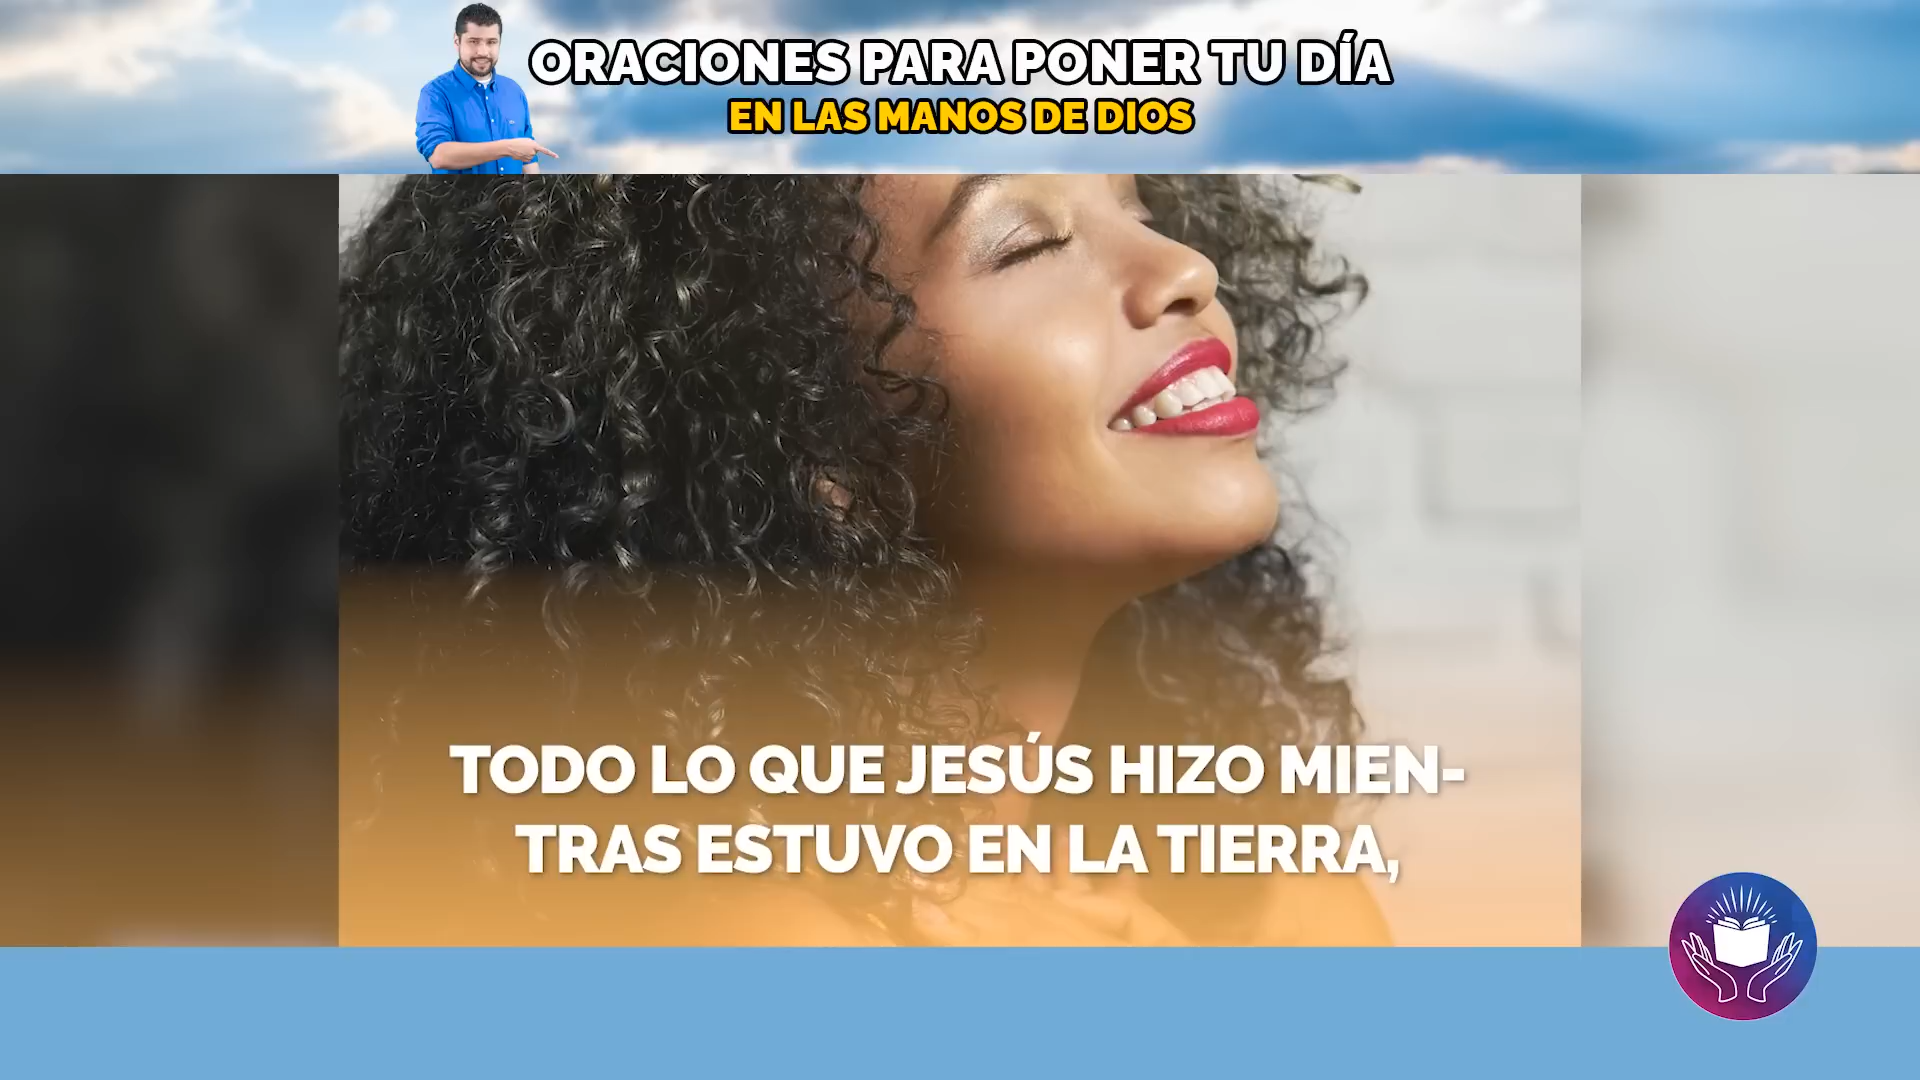 ORACIONES PARA PONER TU DÍA
EN LAS MANOS DE DIOS
TODO LO QUE JESÚS HIZO MIEN-
TRAS ESTUVO EN LA TIERRA,